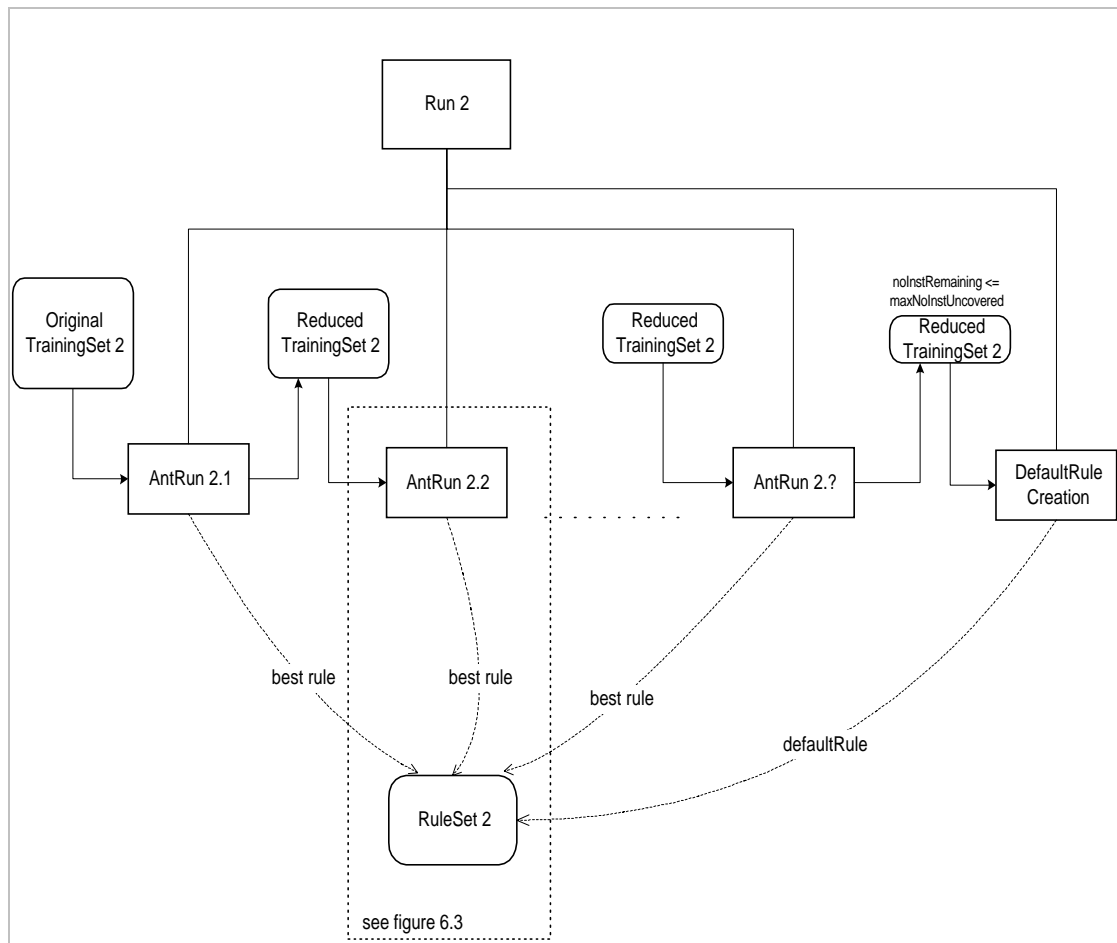 Run 2
noInstRemaining <=
maxNoInstUncovered
Original
TrainingSet 2
Reduced
TrainingSet 2
Reduced
TrainingSet 2
Reduced
TrainingSet 2
AntRun 2.1
AntRun 2.2
AntRun 2.?
DefaultRule
Creation
best rule
best rule
best rule
defaultRule
RuleSet 2
see figure 6.3